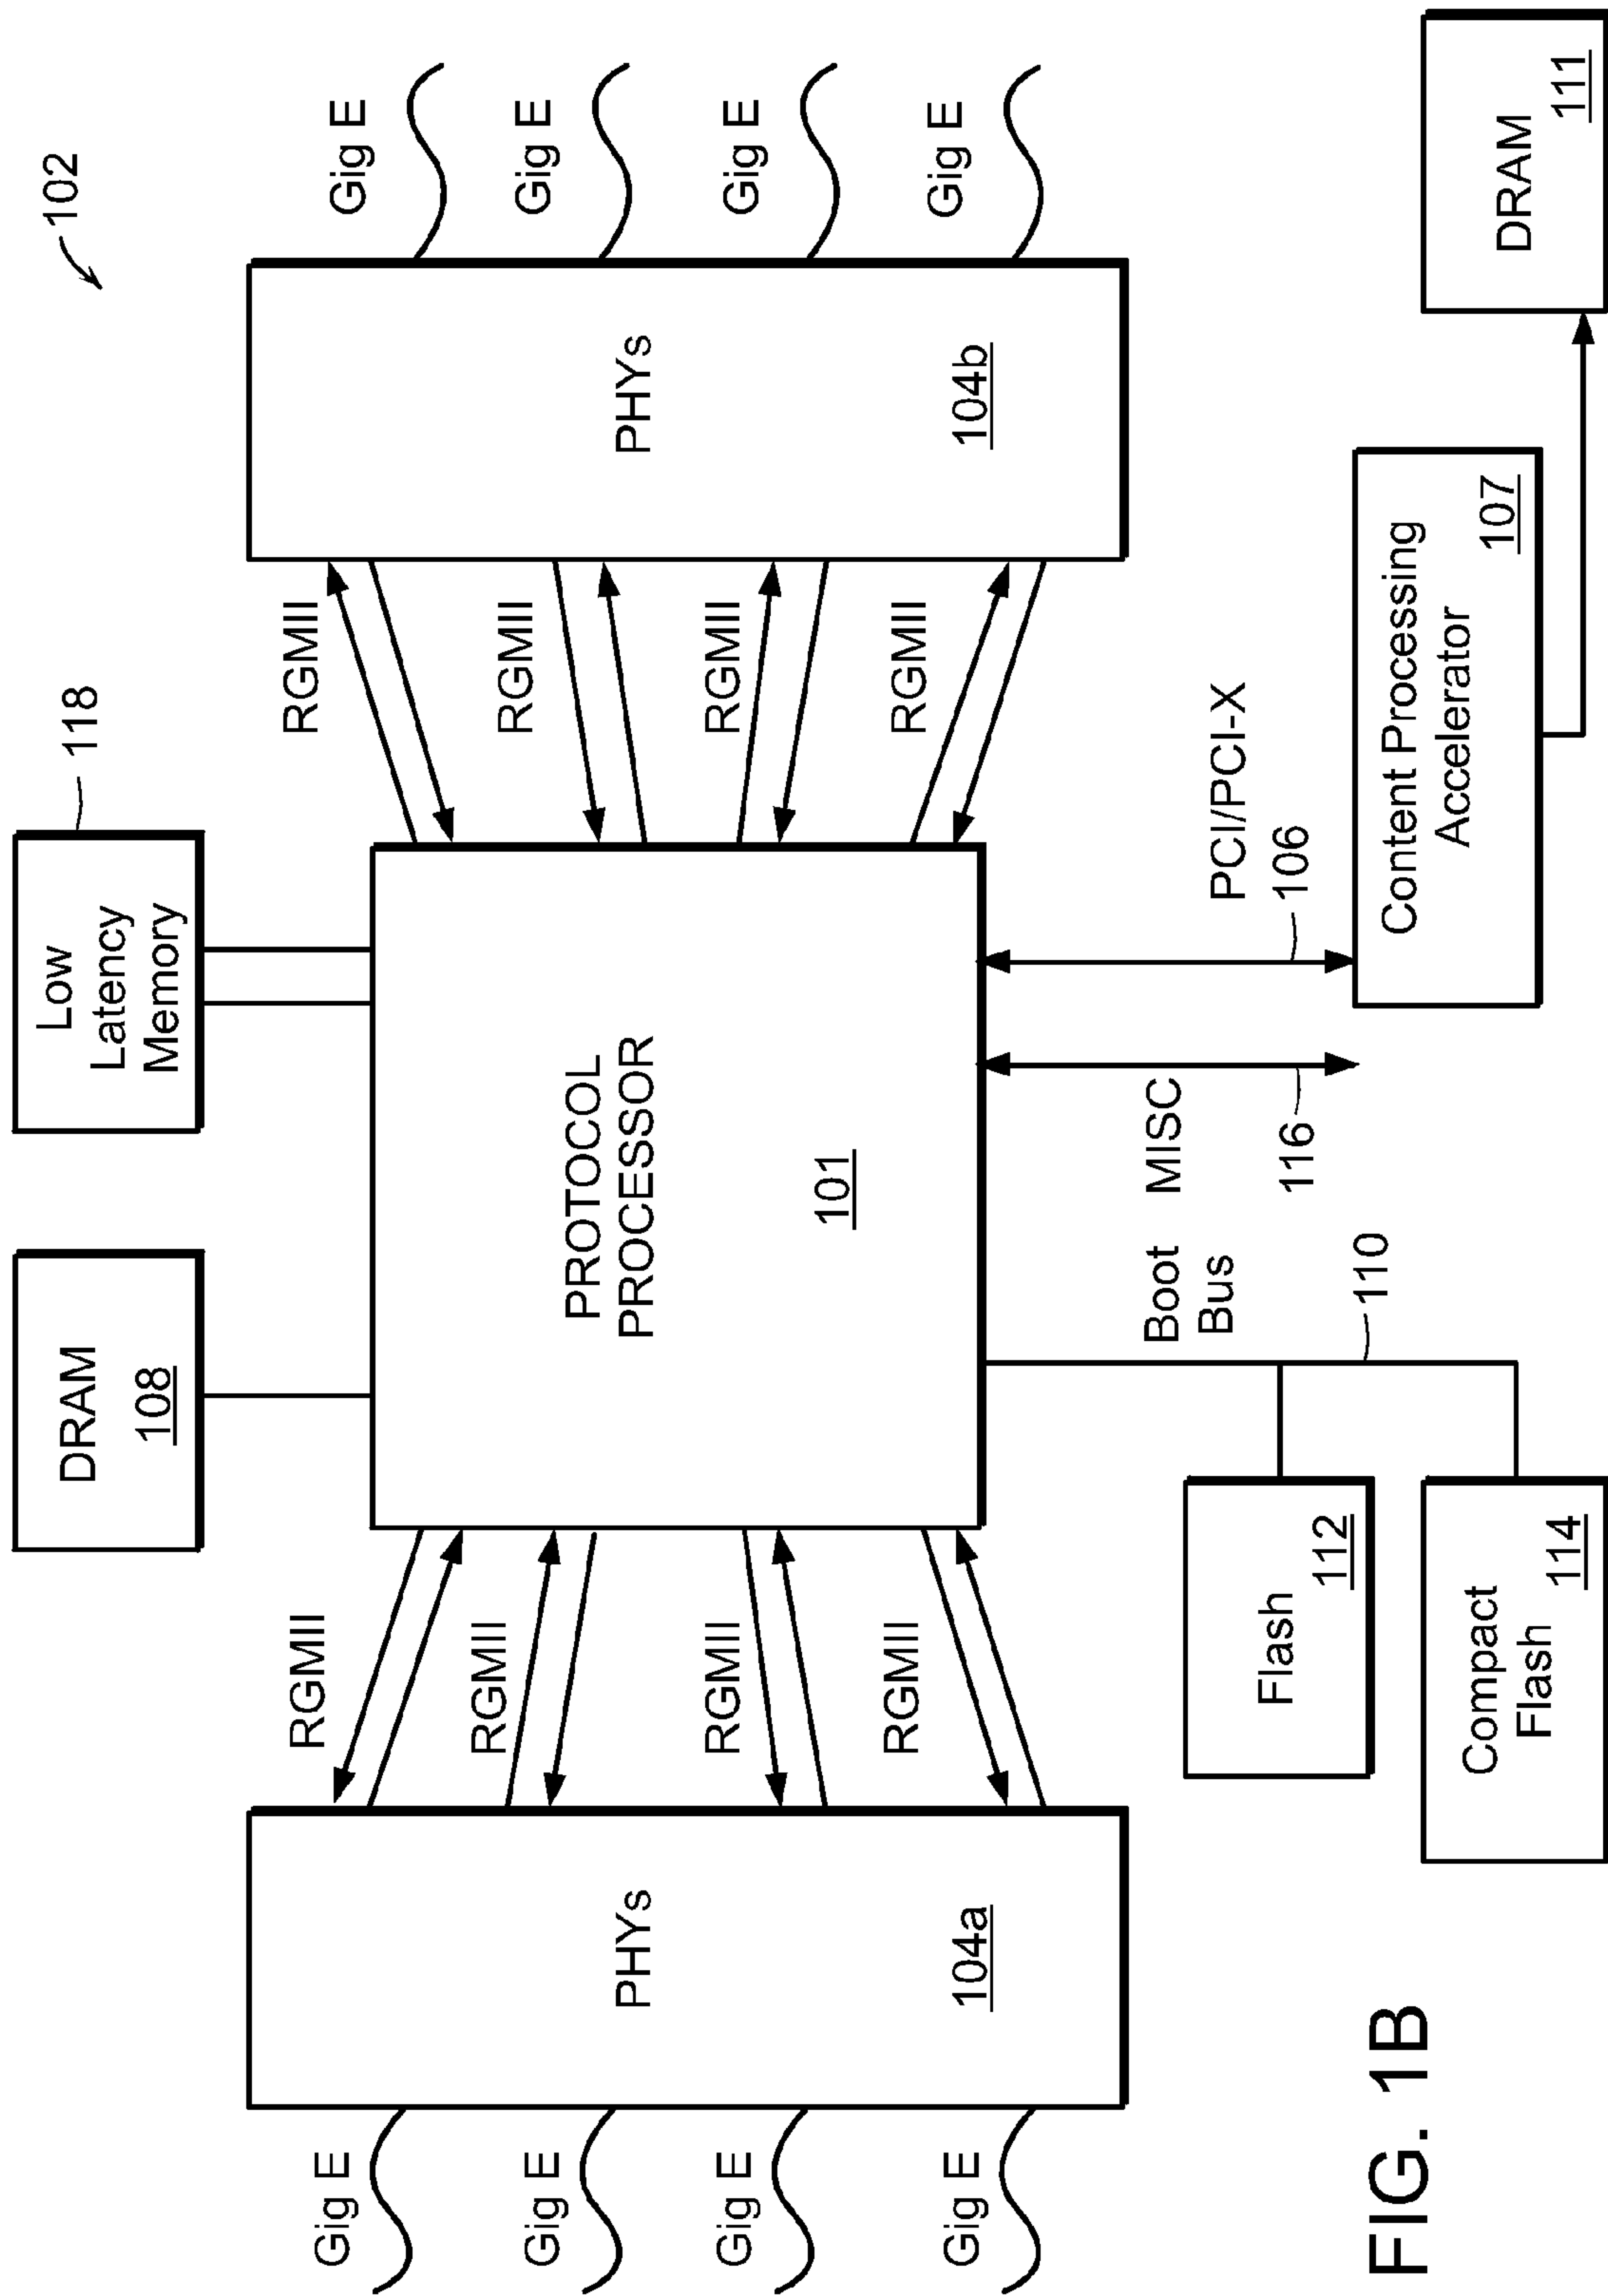 102
DRAM
108
Low
Latency
Memory
118
Gig E
Gig E
Gig E
Gig E
PHYs
104a
RGMII
RGMII
RGMII
RGMII
PROTOCOL
PROCESSOR
101
RGMII
RGMII
RGMII
RGMII
PHYs
104b
Gig E
Gig E
Gig E
Gig E
Boot
Bus
110
MISC
116
PCI/PCI-X
106
Flash
112
Compact
Flash
114
Content Processing
Accelerator
107
DRAM
111
FIG. 1B